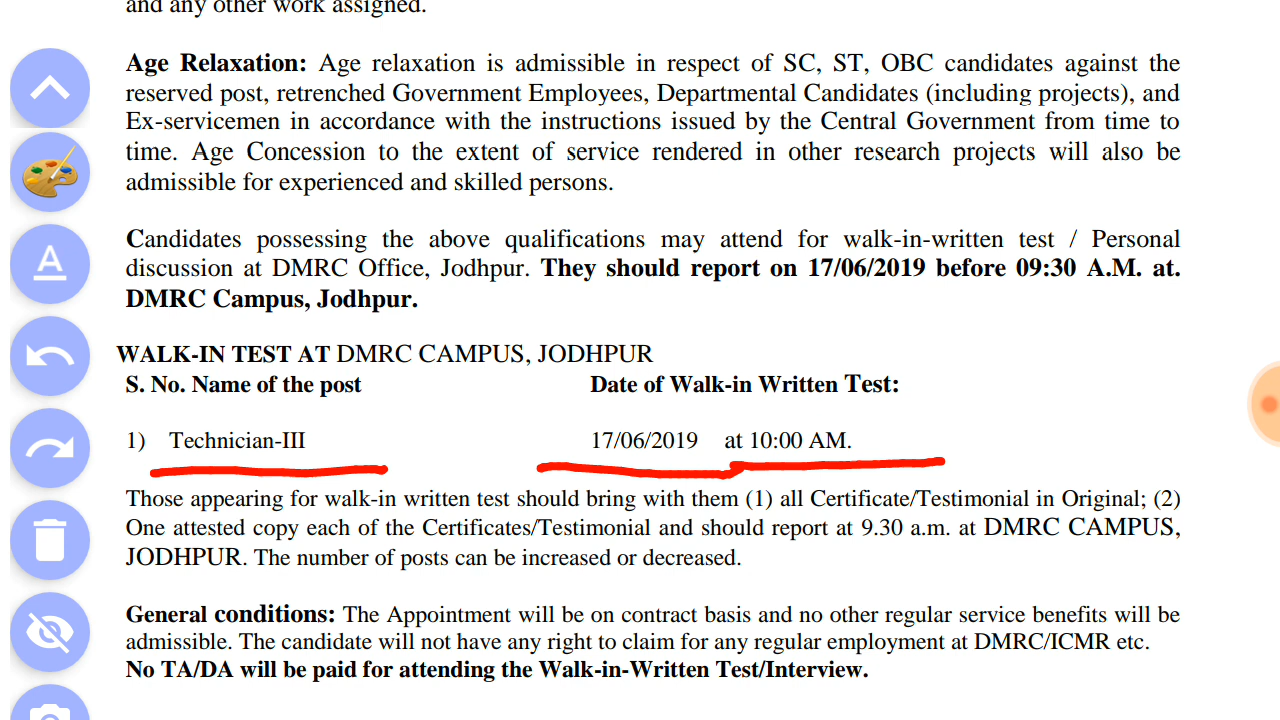 and any other work assigned.
Age Relaxation: Age relaxation is admissible in respect of SC, ST, OBC candidates against the
reserved post, retrenched Government Employees, Departmental Candidates (including projects), and
Ex-servicemen in accordance with the instructions issued by the Central Government from time to
time. Age Concession to the extent of service rendered in other research projects will also be
admissible for experienced and skilled persons.
Candidates possessing the above qualifications may attend for walk-in-written test / Personal
discussion at DMRC Office, Jodhpur. They should report on 17/06/2019 before 09:30 A.M. at.
DMRC Campus, Jodhpur.
WALK-IN TEST AT DMRC CAMPUS, JODHPUR
S. No. Name of the post Date of Walk-in Written Test:
1) Technician-III 17/06/2019 at 10:00 AM.
Those appearing for walk-in written test should bring with them (1) all Certificate/Testimonial in Original; (2)
One attested copy each of the Certificates/Testimonial and should report at 9.30 a.m. at DMRC CAMPUS,
JODHPUR. The number of posts can be increased or decreased.
General conditions: The Appointment will be on contract basis and no other regular service benefits will be
admissible. The candidate will not have any right to claim for any regular employment at DMRC/ICMR etc.
No TA/DA will be paid for attending the Walk-in-Written Test/Interview.
A